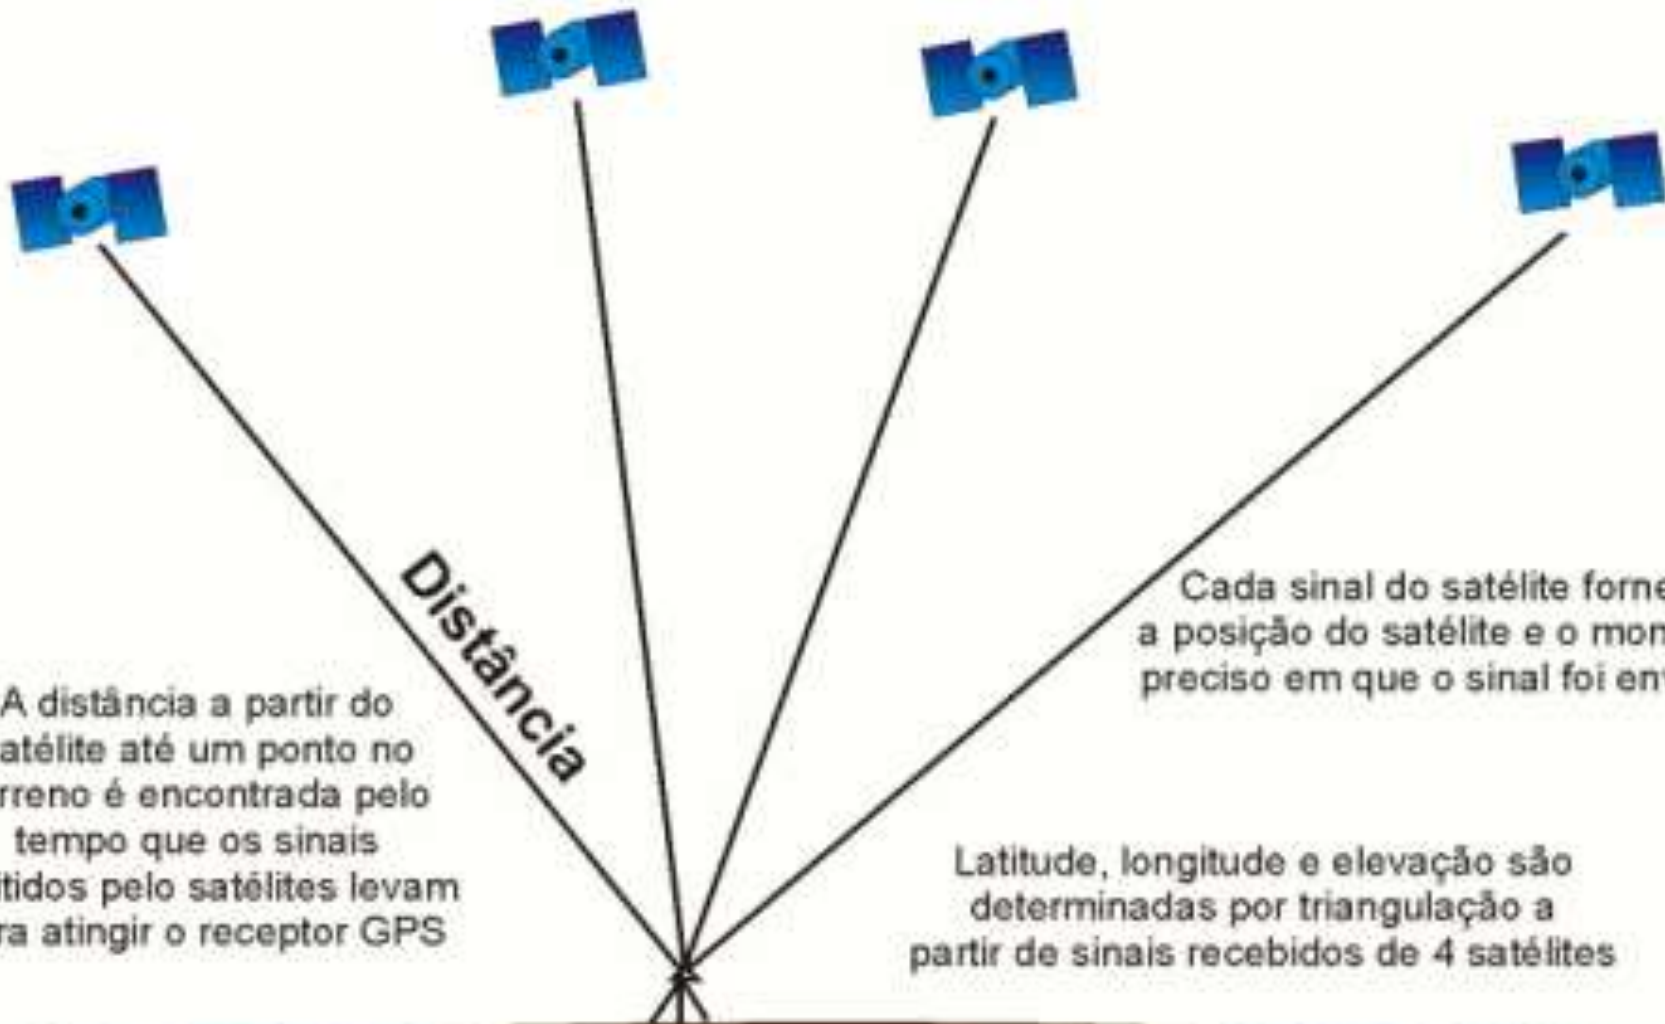 Distância
Cada sinal do satélite forne
a posição do satélite e o mon
preciso em que o sinal foi env
A distância a partir do
atélite até um ponto no
rreno é encontrada pelo
tempo que os sinais
itidos pelo satélites levam
ra atingir o receptor GPS
Latitude, longitude e elevação são
determinadas por triangulação a
partir de sinais recebidos de 4 satélites